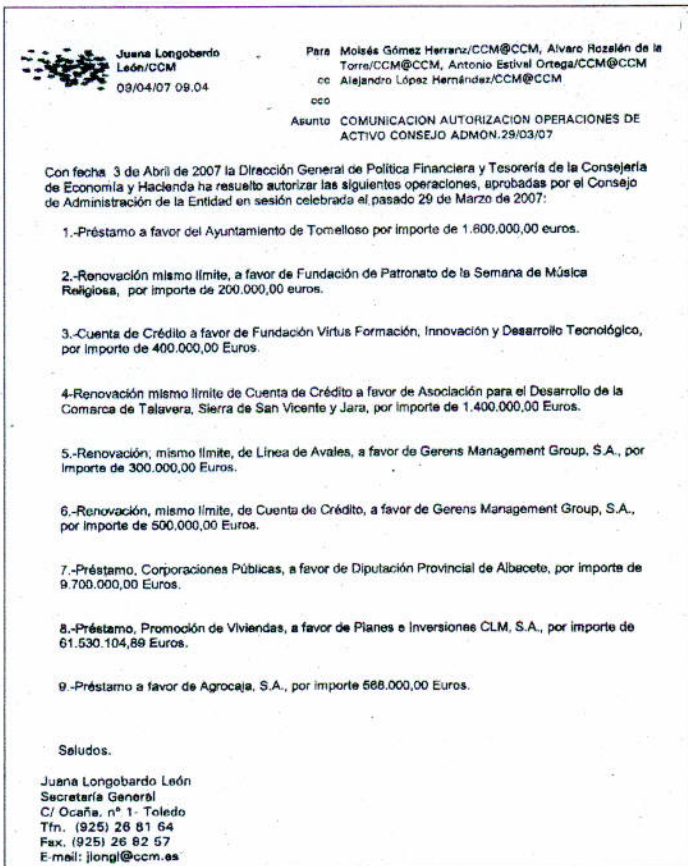 Juana Longobardo
León/CCM
09/04/07 09.04
Para Moisés Gómez Herranz/CCM@CCM, Alvaro Rozalén de la
Torre/CCM@CCM, Antonio Estival Ortega/CCM@CCM
cc Alejandro López Hernández/CCM@CCM
cco
Asunto COMUNICACION AUTORIZACION OPERACIONES DE
ACTIVO CONSEJO ADMON.29/03/07
Con fecha 3 de Abril de 2007 la Dirección General de Política Financiera y Tesorería de la Consejería
de Economía y Hacienda ha resuelto autorizar las siguientes operaciones, aprobadas por el Consejo
de Administración de la Entidad en sesión celebrada el pasado 29 de Marzo de 2007:
1.-Préstamo a favor del Ayuntamiento de Tomelloso por importe de 1.600.000,00 euros.
2.-Renovación mismo límite, a favor de Fundación de Patronato de la Semana de Música
Religiosa, por importe de 200.000,00 euros.
3.-Cuenta de Crédito a favor de Fundación Virtus Formación, Innovación y Desarrollo Tecnológico,
por importe de 400.000,00 Euros.
4-Renovación mismo límite de Cuenta de Crédito a favor de Asociación para el Desarrollo de la
Comarca de Talavera, Sierra de San Vicente y Jara, por importe de 1.400.000,00 Euros.
5.-Renovación, mismo límite, de Línea de Avales, a favor de Gerens Management Group, S.A., por
importe de 300.000,00 Euros.
6.-Renovación, mismo límite, de Cuenta de Crédito, a favor de Gerens Management Group, S.A.,
por importe de 500.000,00 Euros.
7.-Préstamo, Corporaciones Públicas, a favor de Diputación Provincial de Albacete, por importe de
9.700.000,00 Euros.
8.-Préstamo, Promoción de Viviendas, a favor de Planes e Inversiones CLM, S.A., por importe de
61.530.104,89 Euros.
9.-Préstamo a favor de Agrocaja, S.A., por importe 568.000,00 Euros.
Saludos.
Juana Longobardo León
Secretaría General
C/ Ocaña, nº 1- Toledo
Tfn. (925) 26 81 64
Fax. (925) 26 82 57
E-mail: jlongl@ccm.es